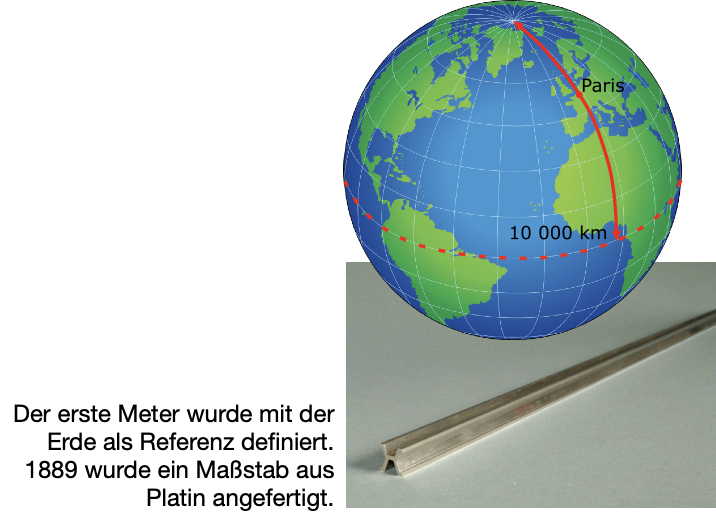 Paris
10 000 km
Der erste Meter wurde mit der
Erde als Referenz definiert.
1889 wurde ein Maßstab aus
Platin angefertigt.